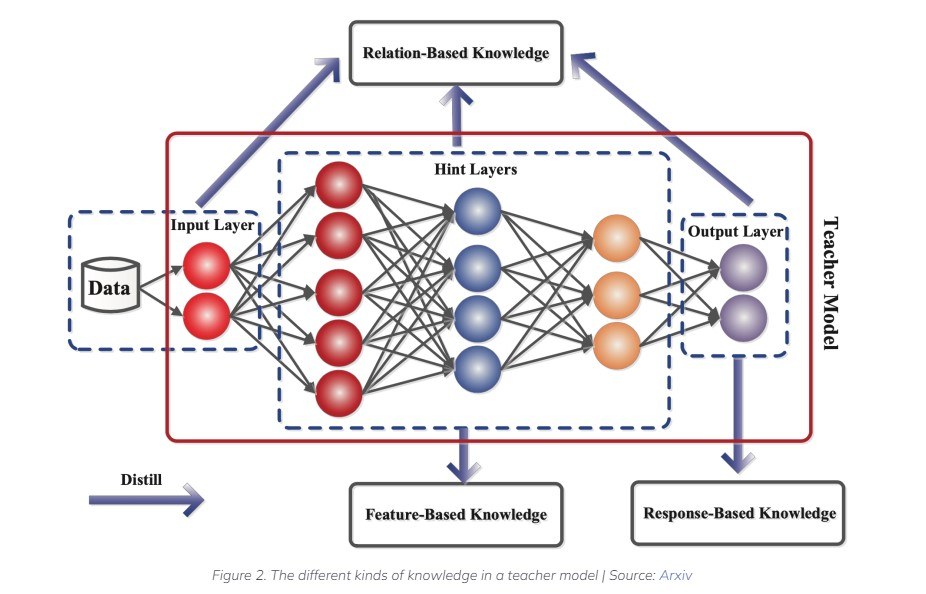 Relation-Based Knowledge
Hint Layers
Input Layer
Output Layer
Data
Teacher Model
Distill
Feature-Based Knowledge
Response-Based Knowledge
Figure 2. The different kinds of knowledge in a teacher model | Source: Arxiv